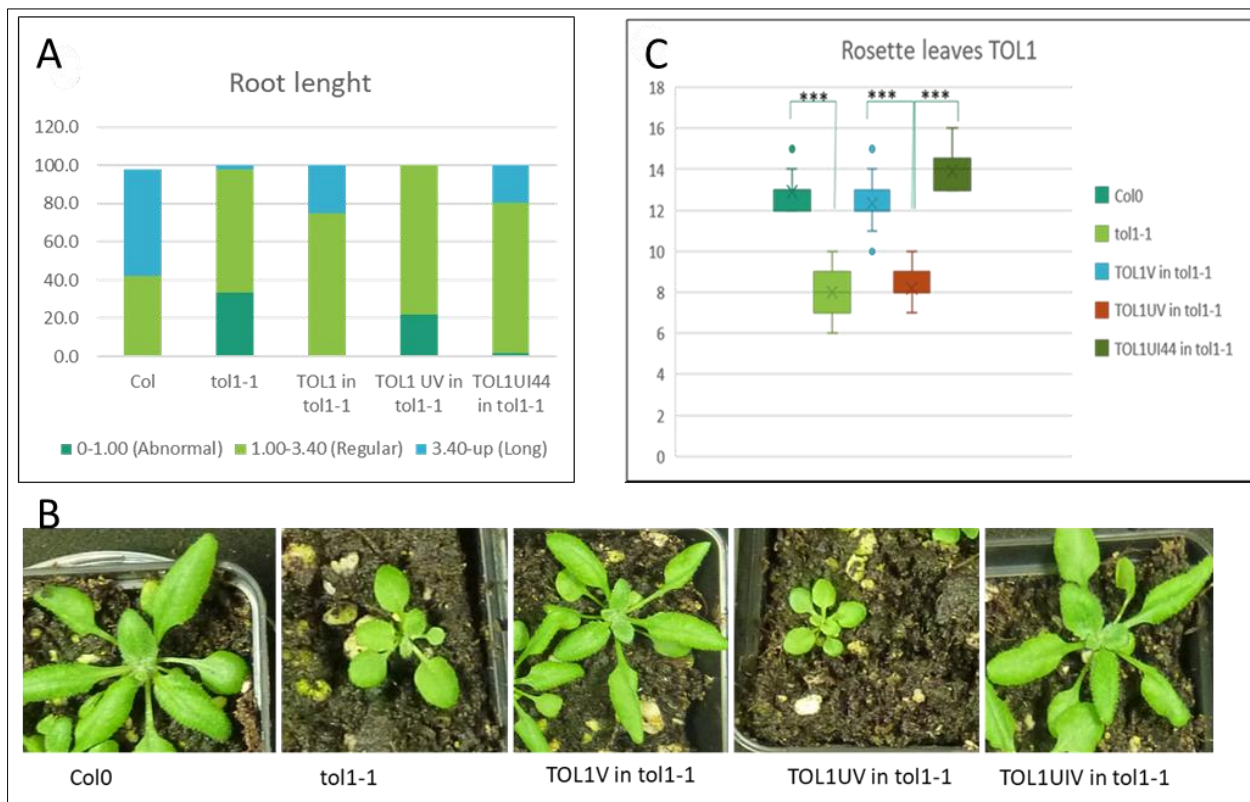 A
Root lenght
120.0
100.0
80.0
60.0
40.0
20.0
0.0
Col
tol1-1
TOL1 in
tol1-1
TOL1 UV in
tol1-1
TOL1UI44
in tol1-1
0-1.00 (Abnormal)
1.00-3.40 (Regular)
3.40-up (Long)
C
Rosette leaves TOL1
18
16
14
12
10
8
6
4
2
0
***
***
***
Col0
tol1-1
TOL1V in tol1-1
TOL1UV in tol1-1
TOL1UI44 in tol1-1
B
Col0
tol1-1
TOL1V in tol1-1
TOL1UV in tol1-1
TOL1UIV in tol1-1